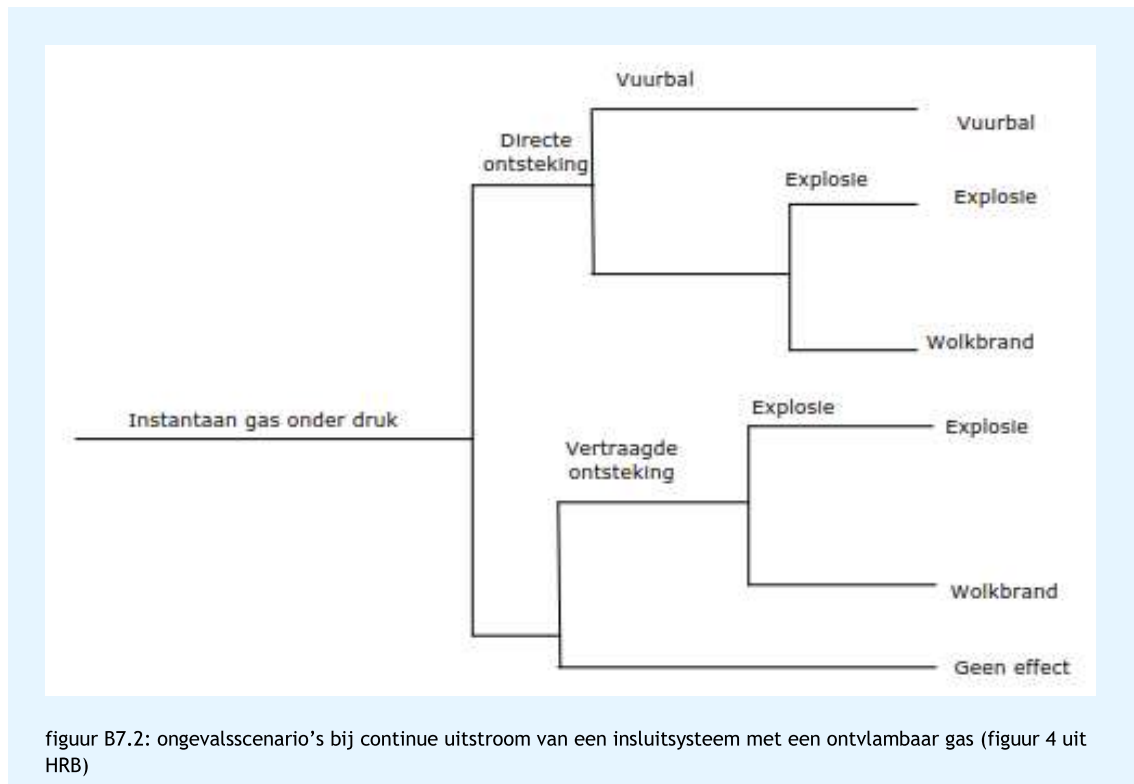 Vuurbal
Vuurbal
Directe
ontsteking
Explosie
Explosie
Wolkbrand
Instantaan gas onder druk
Explosie
Explosie
Vertraagde
ontsteking
Wolkbrand
Geen effect
figuur B7.2: ongevalsscenario’s bij continue uitstroom van een insluitsysteem met een ontvlambaar gas (figuur 4 uit
HRB)